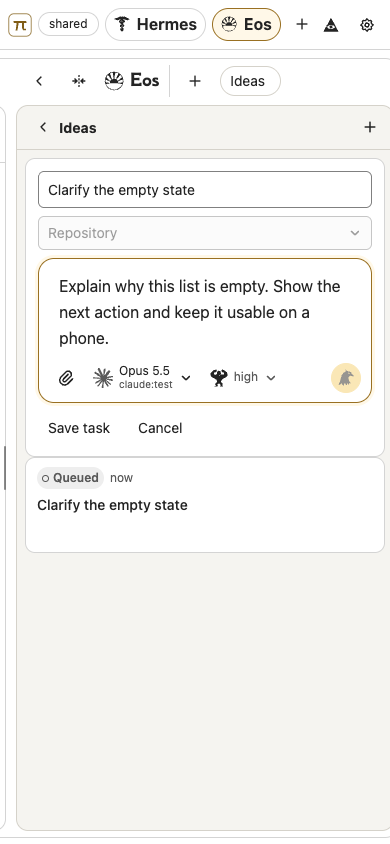 π shared Hermes Eos
Eos Ideas
Ideas
Clarify the empty state
Repository
Explain why this list is empty. Show the
next action and keep it usable on a
phone.
Opus 5.5 high
claude:test
Save task Cancel
Queued now
Clarify the empty state